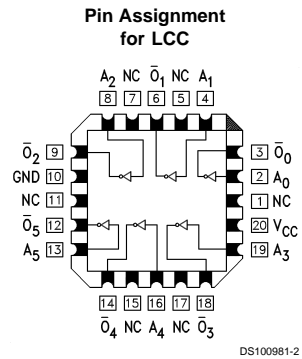 Pin Assignment
for LCC
A₂ NC Ō₁ NC A₁
8 7 6 5 4
Ō₂ 9
GND 10
NC 11
Ō₅ 12
A₅ 13
3 Ō₀
2 A₀
1 NC
20 V_CC
19 A₃
14 15 16 17 18
Ō₄ NC A₄ NC Ō₃
DS100981-2